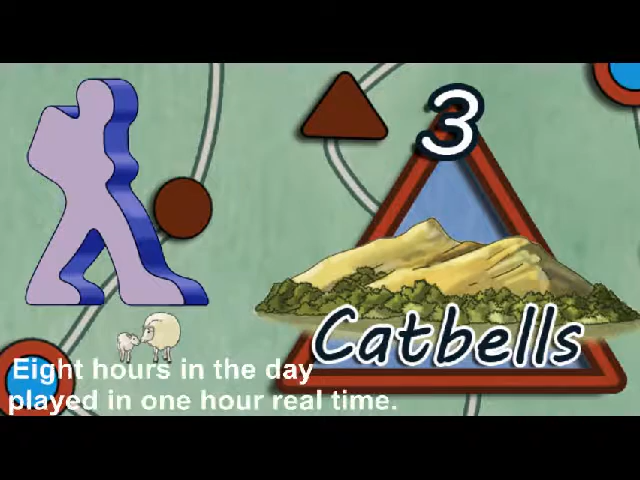 3
Catbells
Eight hours in the day
played in one hour real time.